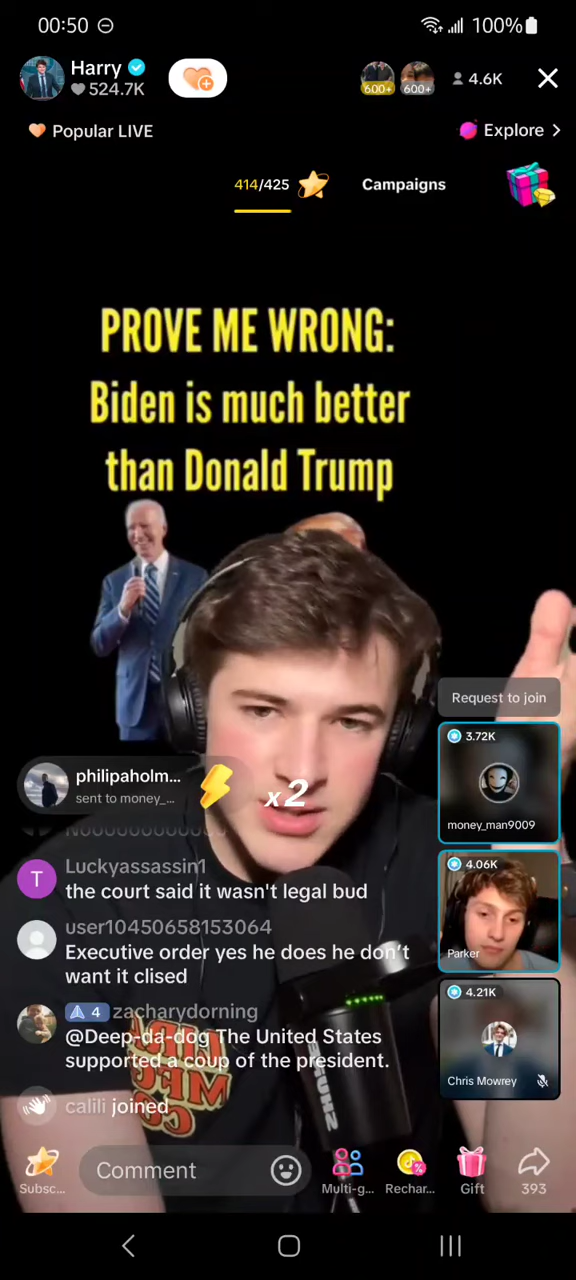 00:50
100%
Harry
524.7K
600+
600+
4.6K
Popular LIVE
Explore
414/425
Campaigns
PROVE ME WRONG:
Biden is much better
than Donald Trump
Request to join
3.72K
money_man9009
philipaholm...
sent to money_...
x2
Luckyassassin1
T
the court said it wasn't legal bud
4.06K
Parker
user10450658153064
Executive order yes he does he don't
want it clised
4 zacharydorning
@Deep-da-dog The United States
supported a coup of the president.
4.21K
Chris Mowrey
calili joined
Subsc...
Comment
Multi-g...
Rechar...
Gift
393